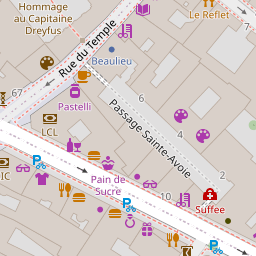 Hommage
au Capitaine
Dreyfus
Le Reflet
Rue du Temple
Beaulieu
67
Pastelli
6
Passage Sainte-Avoie
4
LCL
IC
Pain de
Sucre
10
2
Suffee